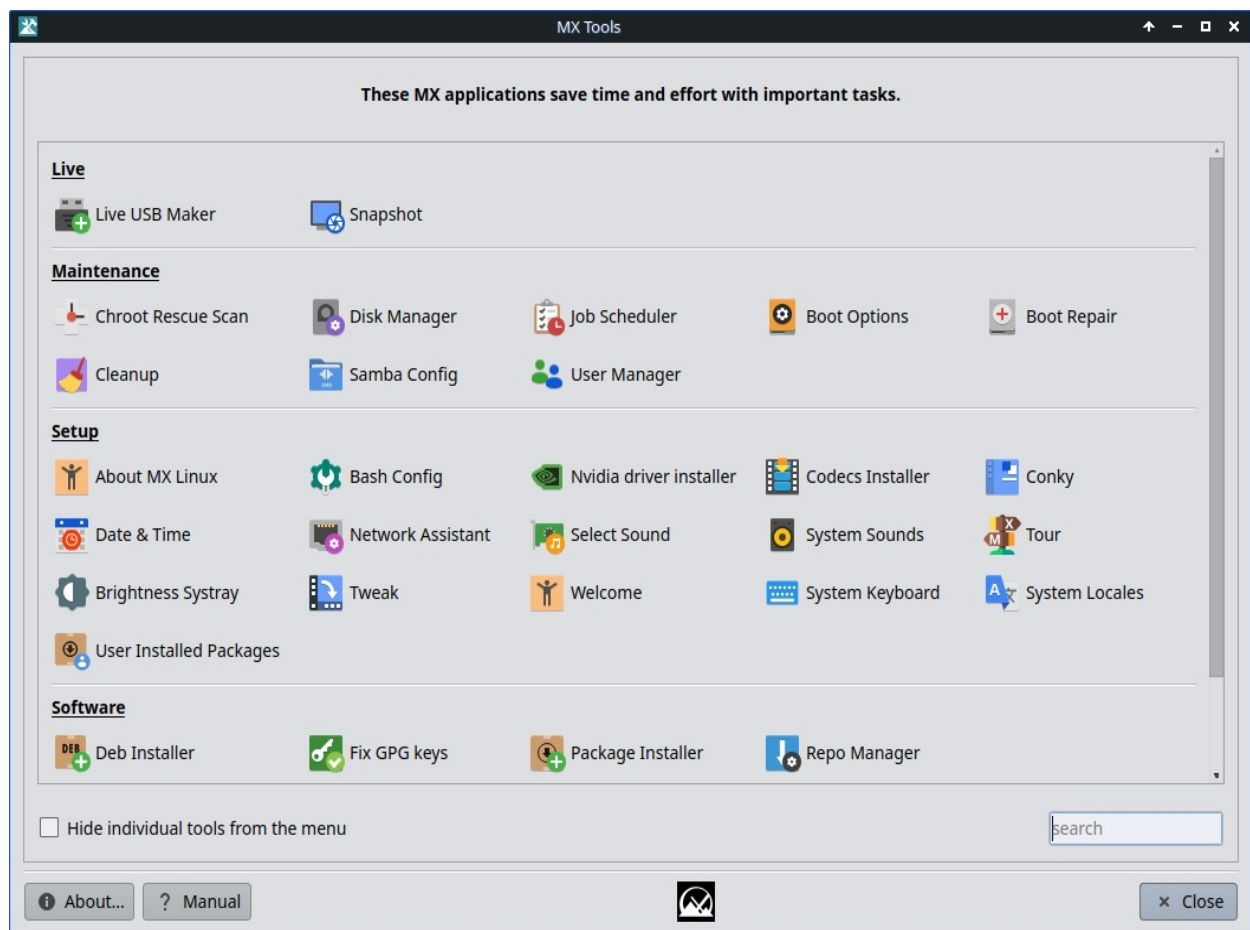 MX Tools
These MX applications save time and effort with important tasks.
Live
Live USB Maker Snapshot
Maintenance
Chroot Rescue Scan Disk Manager Job Scheduler Boot Options Boot Repair
Cleanup Samba Config User Manager
Setup
About MX Linux Bash Config Nvidia driver installer Codecs Installer Conky
Date & Time Network Assistant Select Sound System Sounds Tour
Brightness Systray Tweak Welcome System Keyboard System Locales
User Installed Packages
Software
Deb Installer Fix GPG keys Package Installer Repo Manager
Hide individual tools from the menu search
About... ? Manual Close